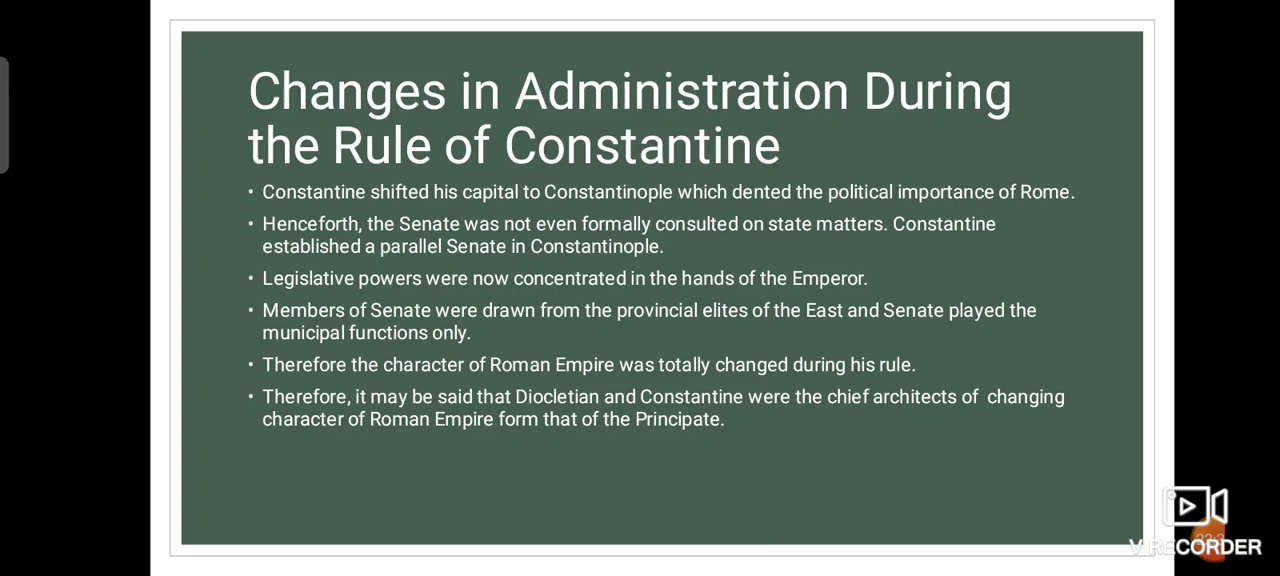 Changes in Administration During
the Rule of Constantine
• Constantine shifted his capital to Constantinople which dented the political importance of Rome.
• Henceforth, the Senate was not even formally consulted on state matters. Constantine
established a parallel Senate in Constantinople.
• Legislative powers were now concentrated in the hands of the Emperor.
• Members of Senate were drawn from the provincial elites of the East and Senate played the
municipal functions only.
• Therefore the character of Roman Empire was totally changed during his rule.
• Therefore, it may be said that Diocletian and Constantine were the chief architects of  changing
character of Roman Empire form that of the Principate.
V RECORDER